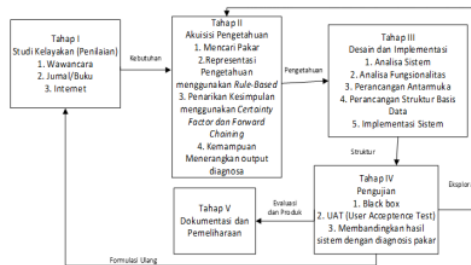 Tahap I
Studi Kelayakan (Penilaian)
1. Wawancara
2. Jurnal/Buku
3. Internet
Kebutuhan
Tahap II
Akuisisi Pengetahuan
1. Mencari Pakar
2.Representasi
Pengetahuan
menggunakan Rule-Based
3. Penarikan Kesimpulan
menggunakan Certainty
Factor dan Forward
Chaining
4. Kemampuan
Menerangkan output
diagnosa
Pengetahuan
Tahap III
Desain dan Implementasi
1. Analisa Sistem
2. Analisa Fungsionalitas
3. Perancangan Antarmuka
4. Perancangan Struktur Basis
Data
5. Implementasi Sistem
Struktur
Tahap IV
Pengujian
1. Black box
2. UAT (User Acceptence Test)
3. Membandingkan hasil
sistem dengan diagnosis pakar
Eksplor
Evaluasi
dan Produk
Tahap V
Dokumentasi dan
Pemeliharaan
Formulasi Ulang